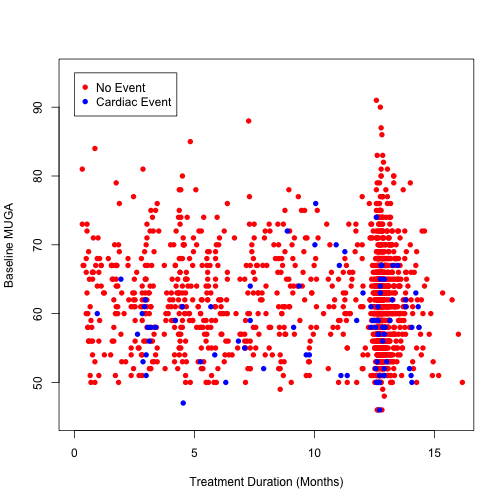 No Event
Cardiac Event
90
80
70
60
50
Baseline MUGA
0 5 10 15
Treatment Duration (Months)